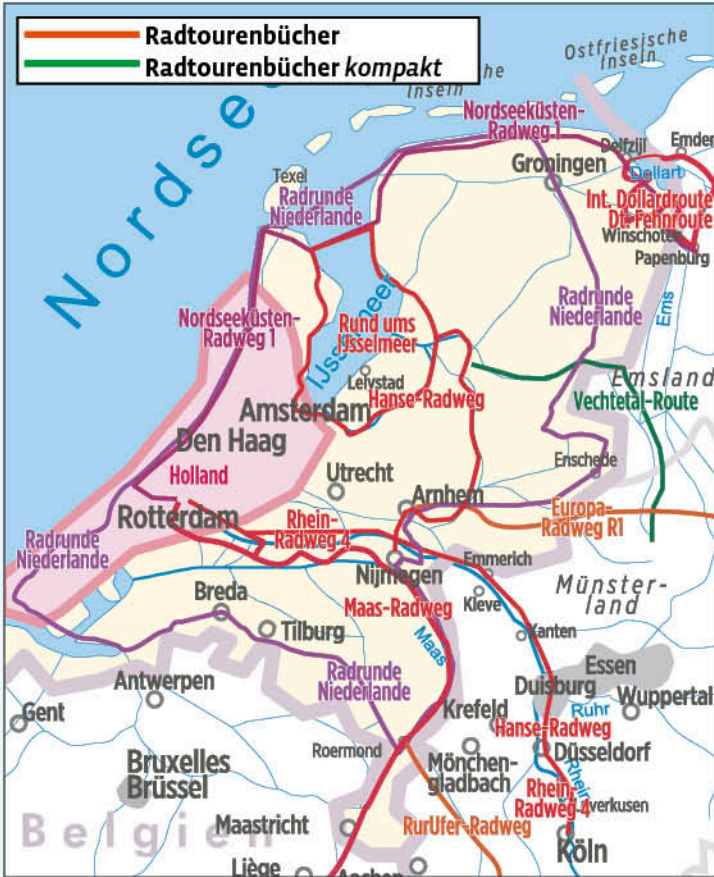 Radtourenbücher
Radtourenbücher kompakt
Ostfriesische
Inseln
Inseln
Nordsee
Nordseeküsten-
Radweg 1
Delfzijl
Emden
Dollart
Groningen
Texel
Radrunde
Niederlande
Int. Dollardroute
Dt. Fehnroute
Winschoten
Papenburg
Ems
Radrunde
Niederlande
Nordseeküsten-
Radweg 1
IJsselmeer
Rund ums
IJsselmeer
Lelystad
Emsland
Hanse-Radweg
Vechtetal-Route
Amsterdam
Den Haag
Holland
Utrecht
Enschede
Arnhem
Rotterdam
Rhein-
Radweg 4
Europa-
Radweg R1
Radrunde
Niederlande
Nijmegen
Emmerich
Kleve
Münster-
land
Breda
Maas-Radweg
Tilburg
Maas
Xanten
Radrunde
Niederlande
Essen
Duisburg
Antwerpen
Gent
Krefeld
Ruhr
Wuppertal
Hanse-Radweg
Roermond
Mönchen-
gladbach
Düsseldorf
Bruxelles
Brüssel
Rhein
Rhein-
Radweg 4
verkusen
Belgien
Maastricht
RurUfer-Radweg
Köln
Liège
Aachen